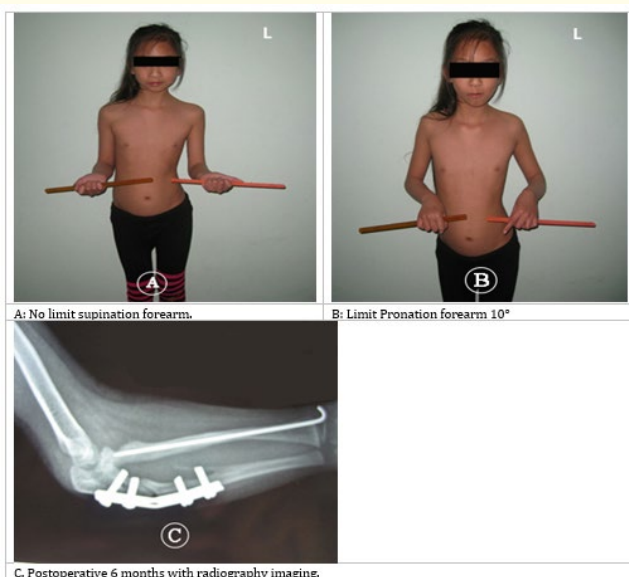 L
L
A
B
A: No limit supination forearm.
B: Limit Pronation forearm 10°
C
C. Postoperative 6 months with radiography imaging.